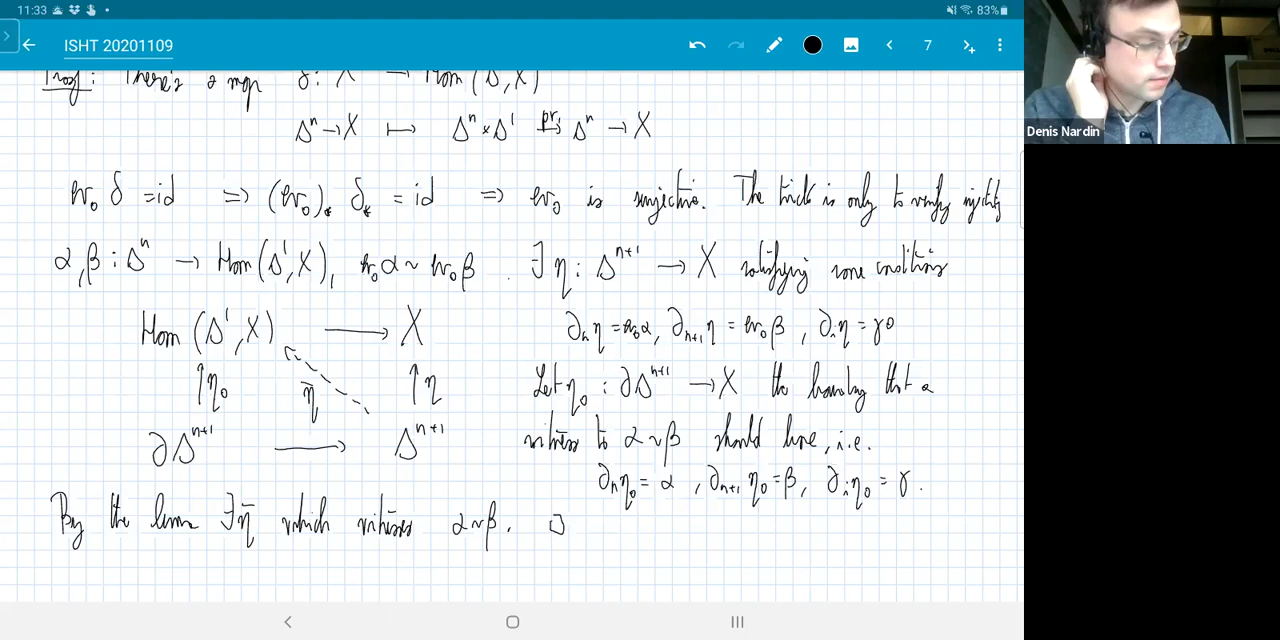 11:33 83%
ISHT 20201109 7
Proof: There's a map δ: X → Hom(Δ¹, X)
Δⁿ → X ↦ Δⁿ × Δ¹ →pr₁ Δⁿ → X
ev₀ δ = id ⇒ (ev₀)∗ δ∗ = id ⇒ ev₀ is surjective. The trick is only to verify injectivity
α, β : Δⁿ → Hom(Δ¹, X), ev₀α ~ ev₀β . ∃ η : Δⁿ⁺¹ → X satisfying some conditions
Hom(Δ¹, X) → X
∂ₙη = ev₀α, ∂ₙ₊₁η = ev₀β, ∂ᵢη = γ0
↑η₀ η̄ ↑η
Let η₀ : ∂Δⁿ⁺¹ → X the boundary that a
∂Δⁿ⁺¹ → Δⁿ⁺¹
witness to α~β should have, i.e.
∂ₙη₀ = α, ∂ₙ₊₁η₀ = β, ∂ᵢη₀ = γ.
By the lemma ∃η̄ which witnesses α~β. □
Denis Nardin